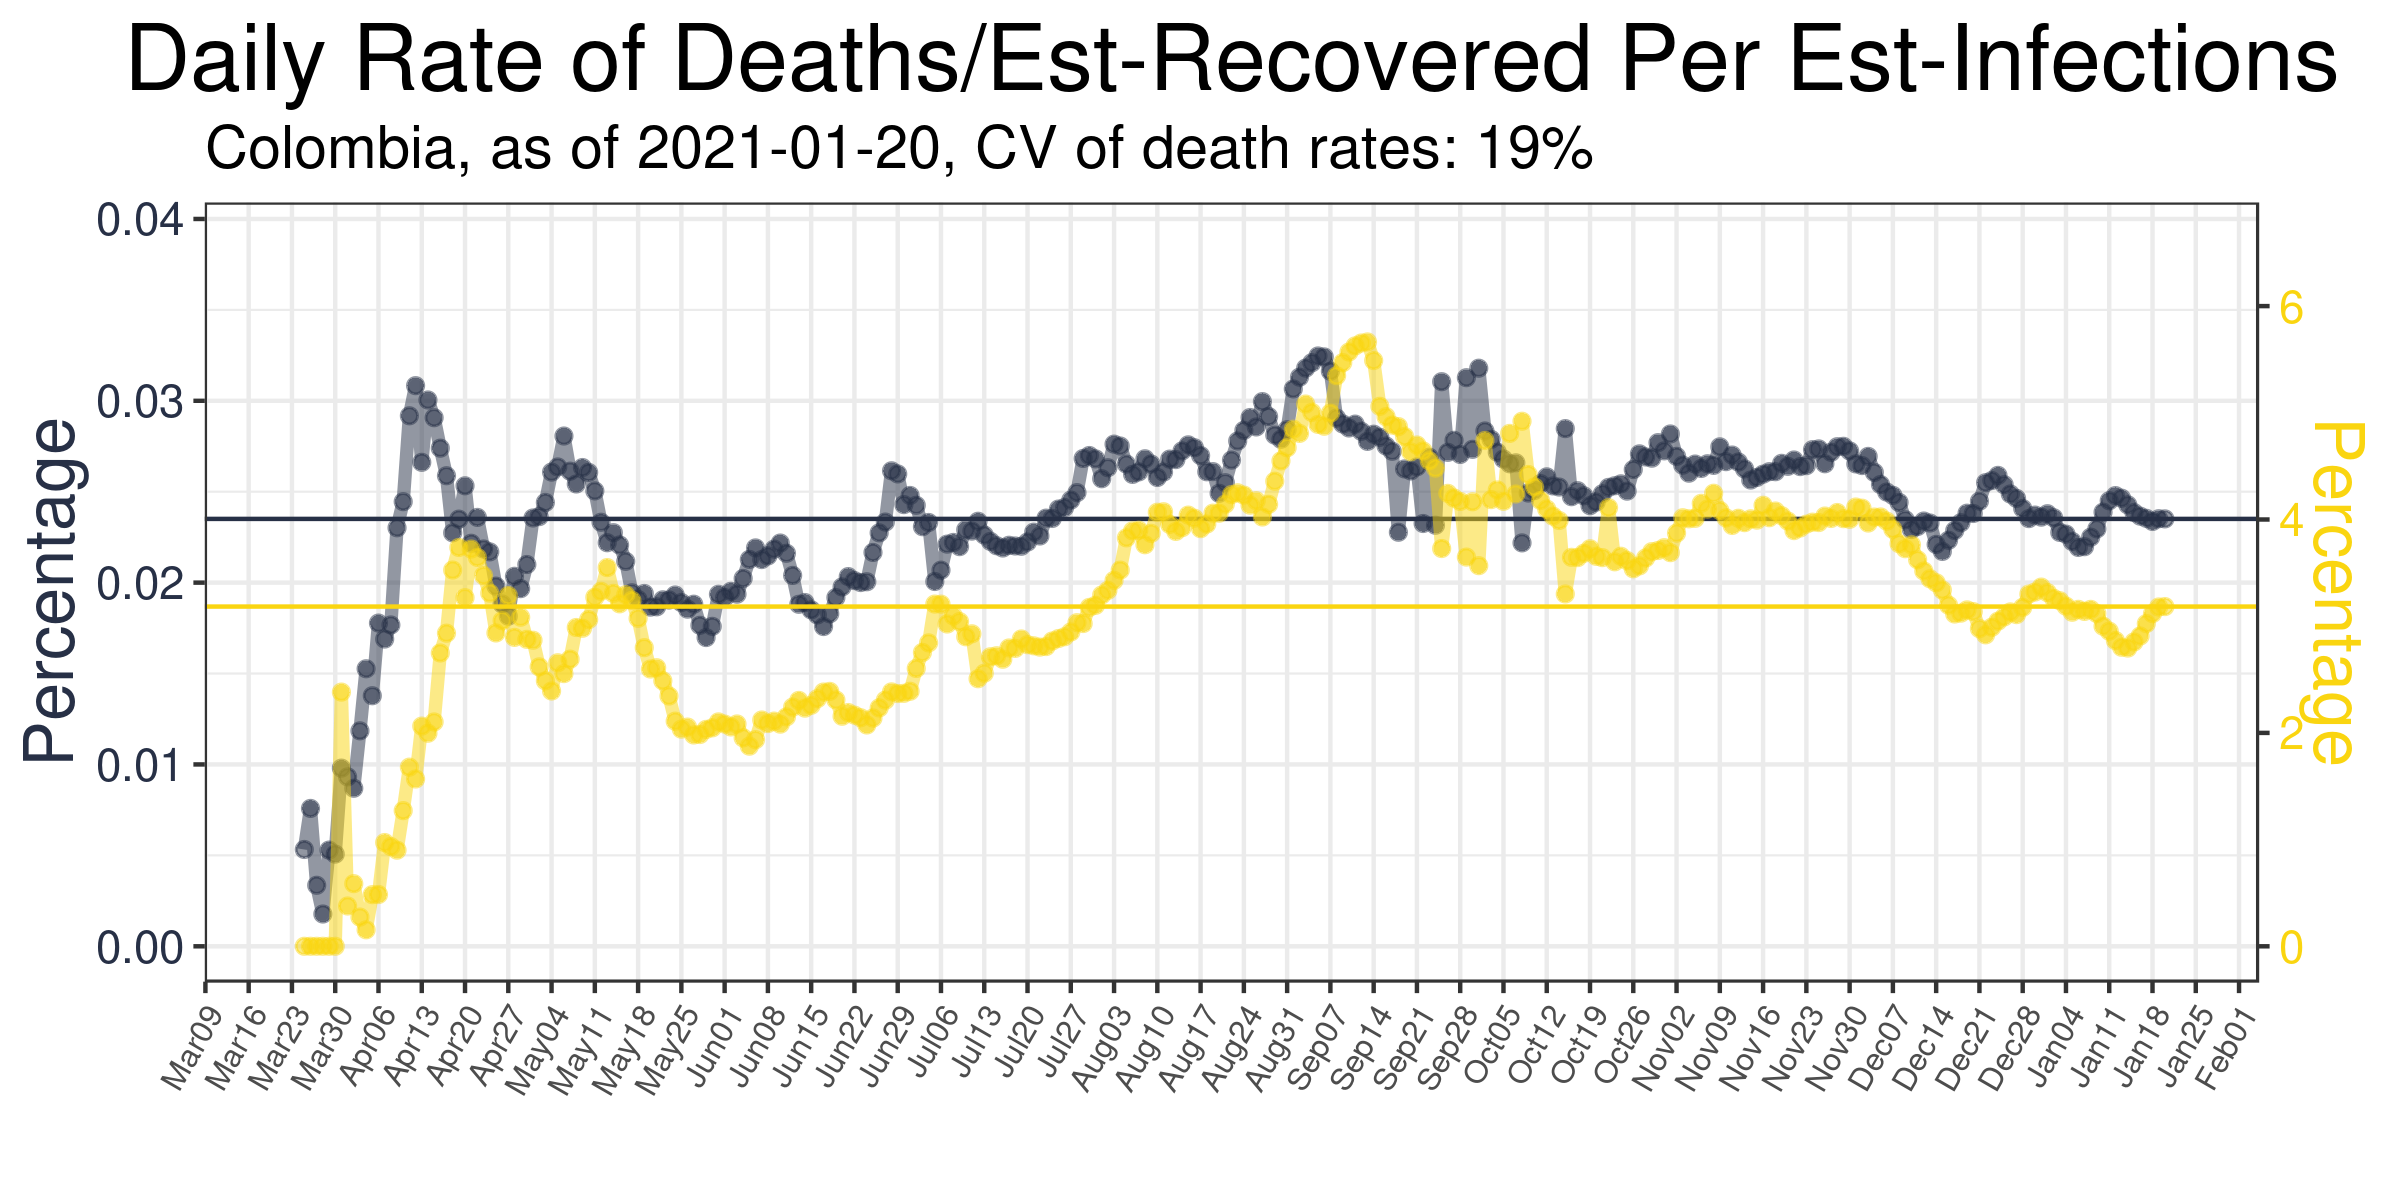 Daily Rate of Deaths/Est-Recovered Per Est-Infections
Colombia, as of 2021-01-20, CV of death rates: 19%
Percentage
0.04
0.03
0.02
0.01
0.00
6
4
2
0
Percentage
Mar09
Mar16
Mar23
Mar30
Apr06
Apr13
Apr20
Apr27
May04
May11
May18
May25
Jun01
Jun08
Jun15
Jun22
Jun29
Jul06
Jul13
Jul20
Jul27
Aug03
Aug10
Aug17
Aug24
Aug31
Sep07
Sep14
Sep21
Sep28
Oct05
Oct12
Oct19
Oct26
Nov02
Nov09
Nov16
Nov23
Nov30
Dec07
Dec14
Dec21
Dec28
Jan04
Jan11
Jan18
Jan25
Feb01